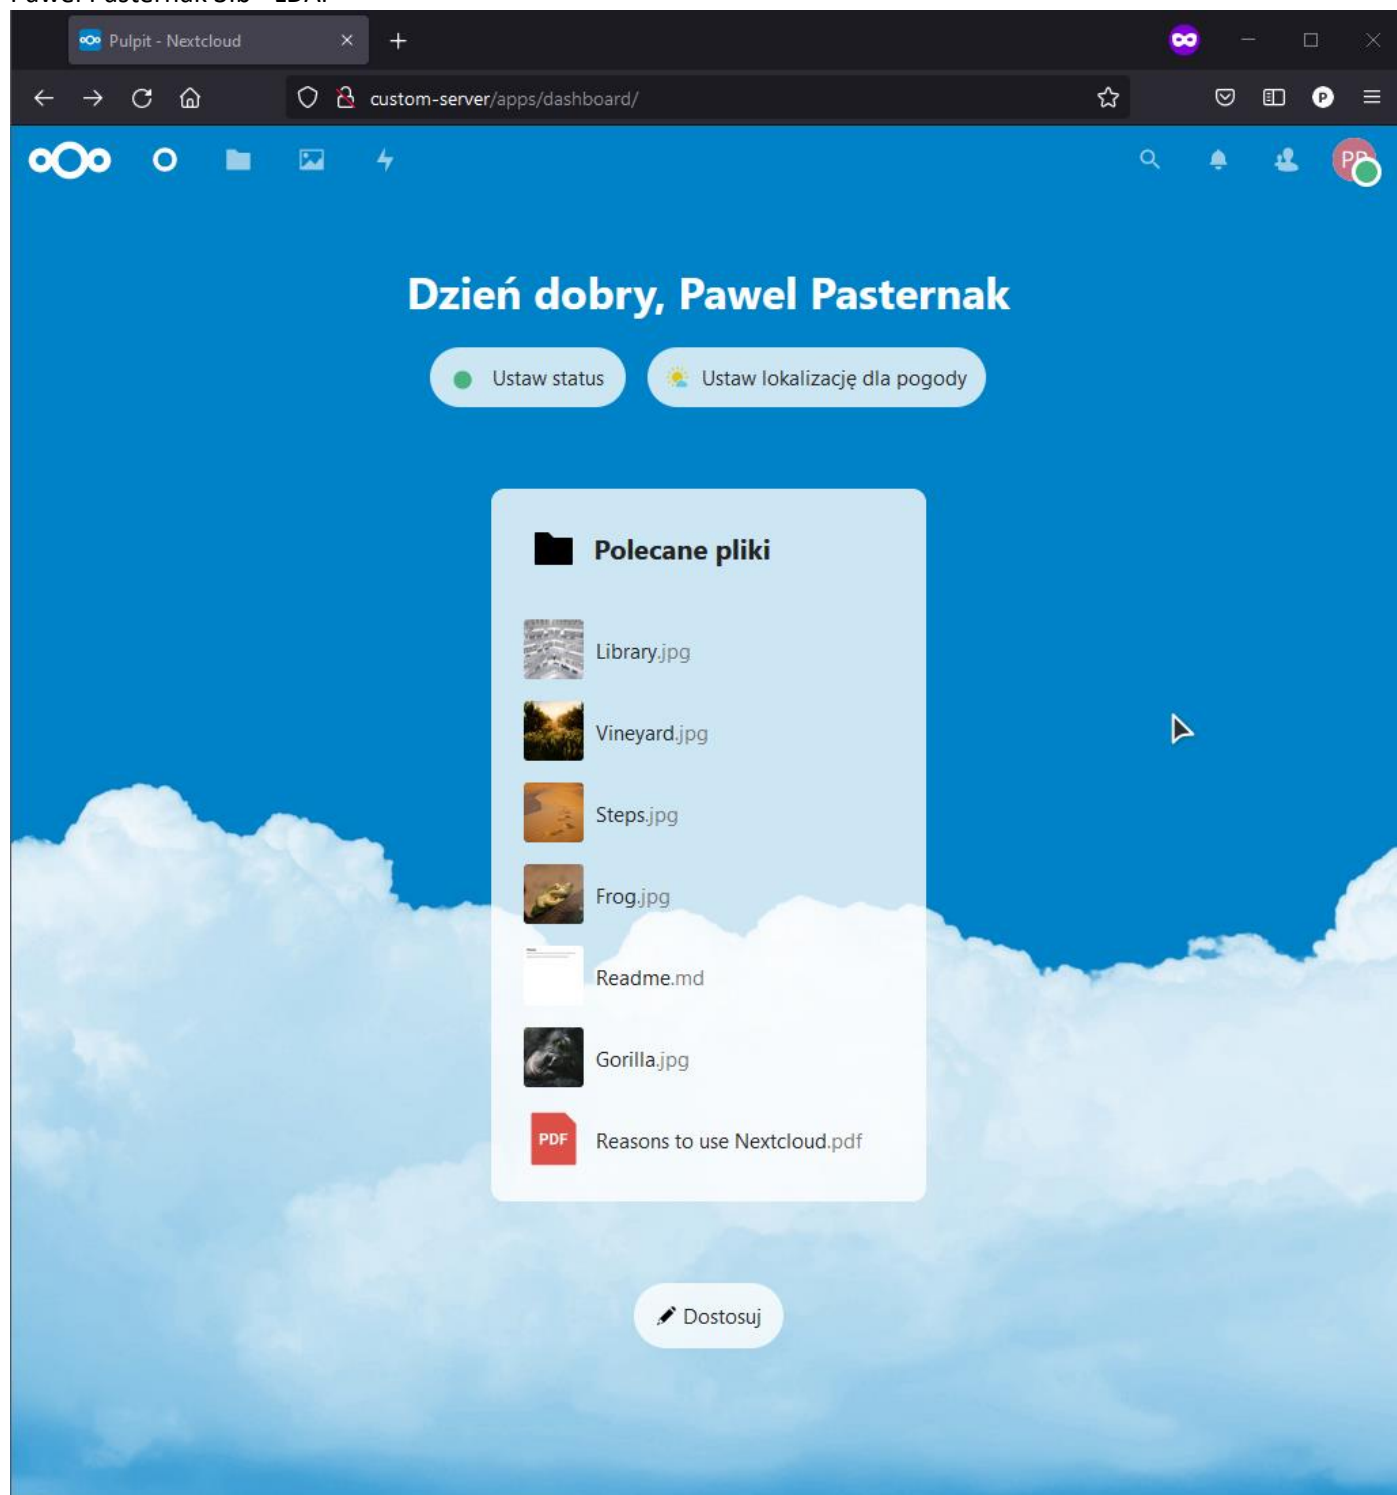 Pulpit - Nextcloud
custom-server/apps/dashboard/
Dzień dobry, Pawel Pasternak
Ustaw status
Ustaw lokalizację dla pogody
Polecane pliki
Library.jpg
Vineyard.jpg
Steps.jpg
Frog.jpg
Readme.md
Gorilla.jpg
PDF
Reasons to use Nextcloud.pdf
Dostosuj